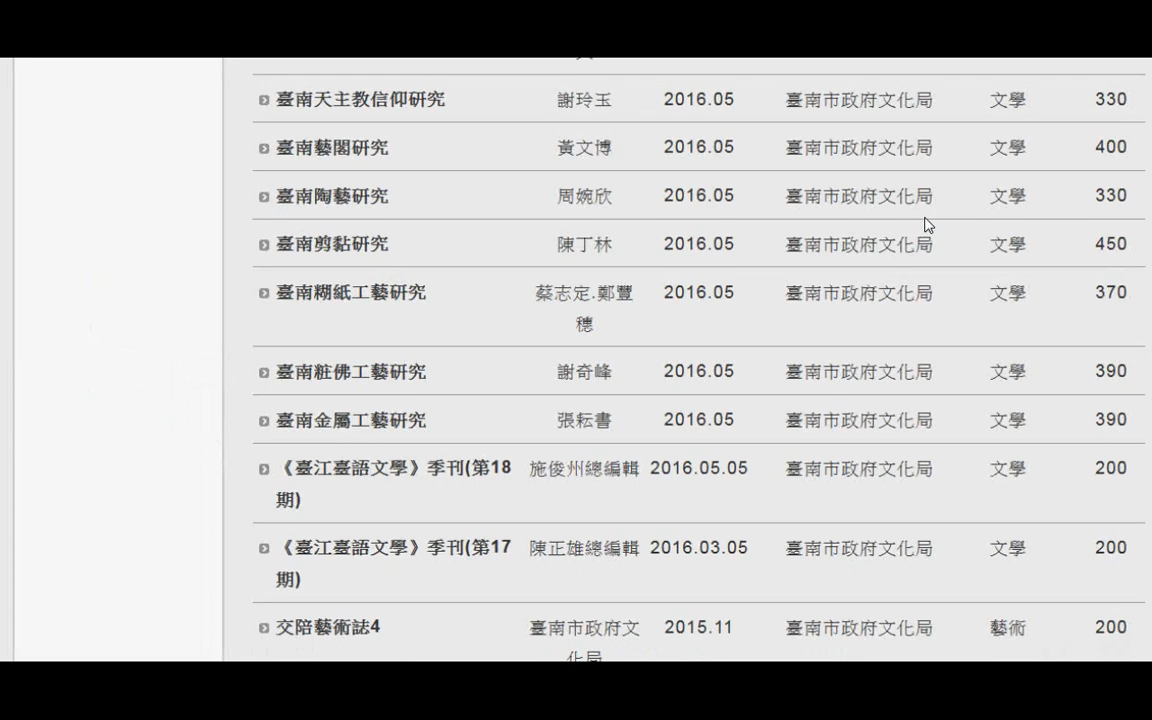 臺南天主教信仰研究 謝玲玉 2016.05 臺南市政府文化局 文學 330
臺南藝閣研究 黃文博 2016.05 臺南市政府文化局 文學 400
臺南陶藝研究 周婉欣 2016.05 臺南市政府文化局 文學 330
臺南剪黏研究 陳丁林 2016.05 臺南市政府文化局 文學 450
臺南糊紙工藝研究 蔡志定.鄭豐 2016.05 臺南市政府文化局 文學 370
穗
臺南粧佛工藝研究 謝奇峰 2016.05 臺南市政府文化局 文學 390
臺南金屬工藝研究 張耘書 2016.05 臺南市政府文化局 文學 390
《臺江臺語文學》季刊(第18 施俊州總編輯 2016.05.05 臺南市政府文化局 文學 200
期)
《臺江臺語文學》季刊(第17 陳正雄總編輯 2016.03.05 臺南市政府文化局 文學 200
期)
交陪藝術誌4 臺南市政府文 2015.11 臺南市政府文化局 藝術 200
化局